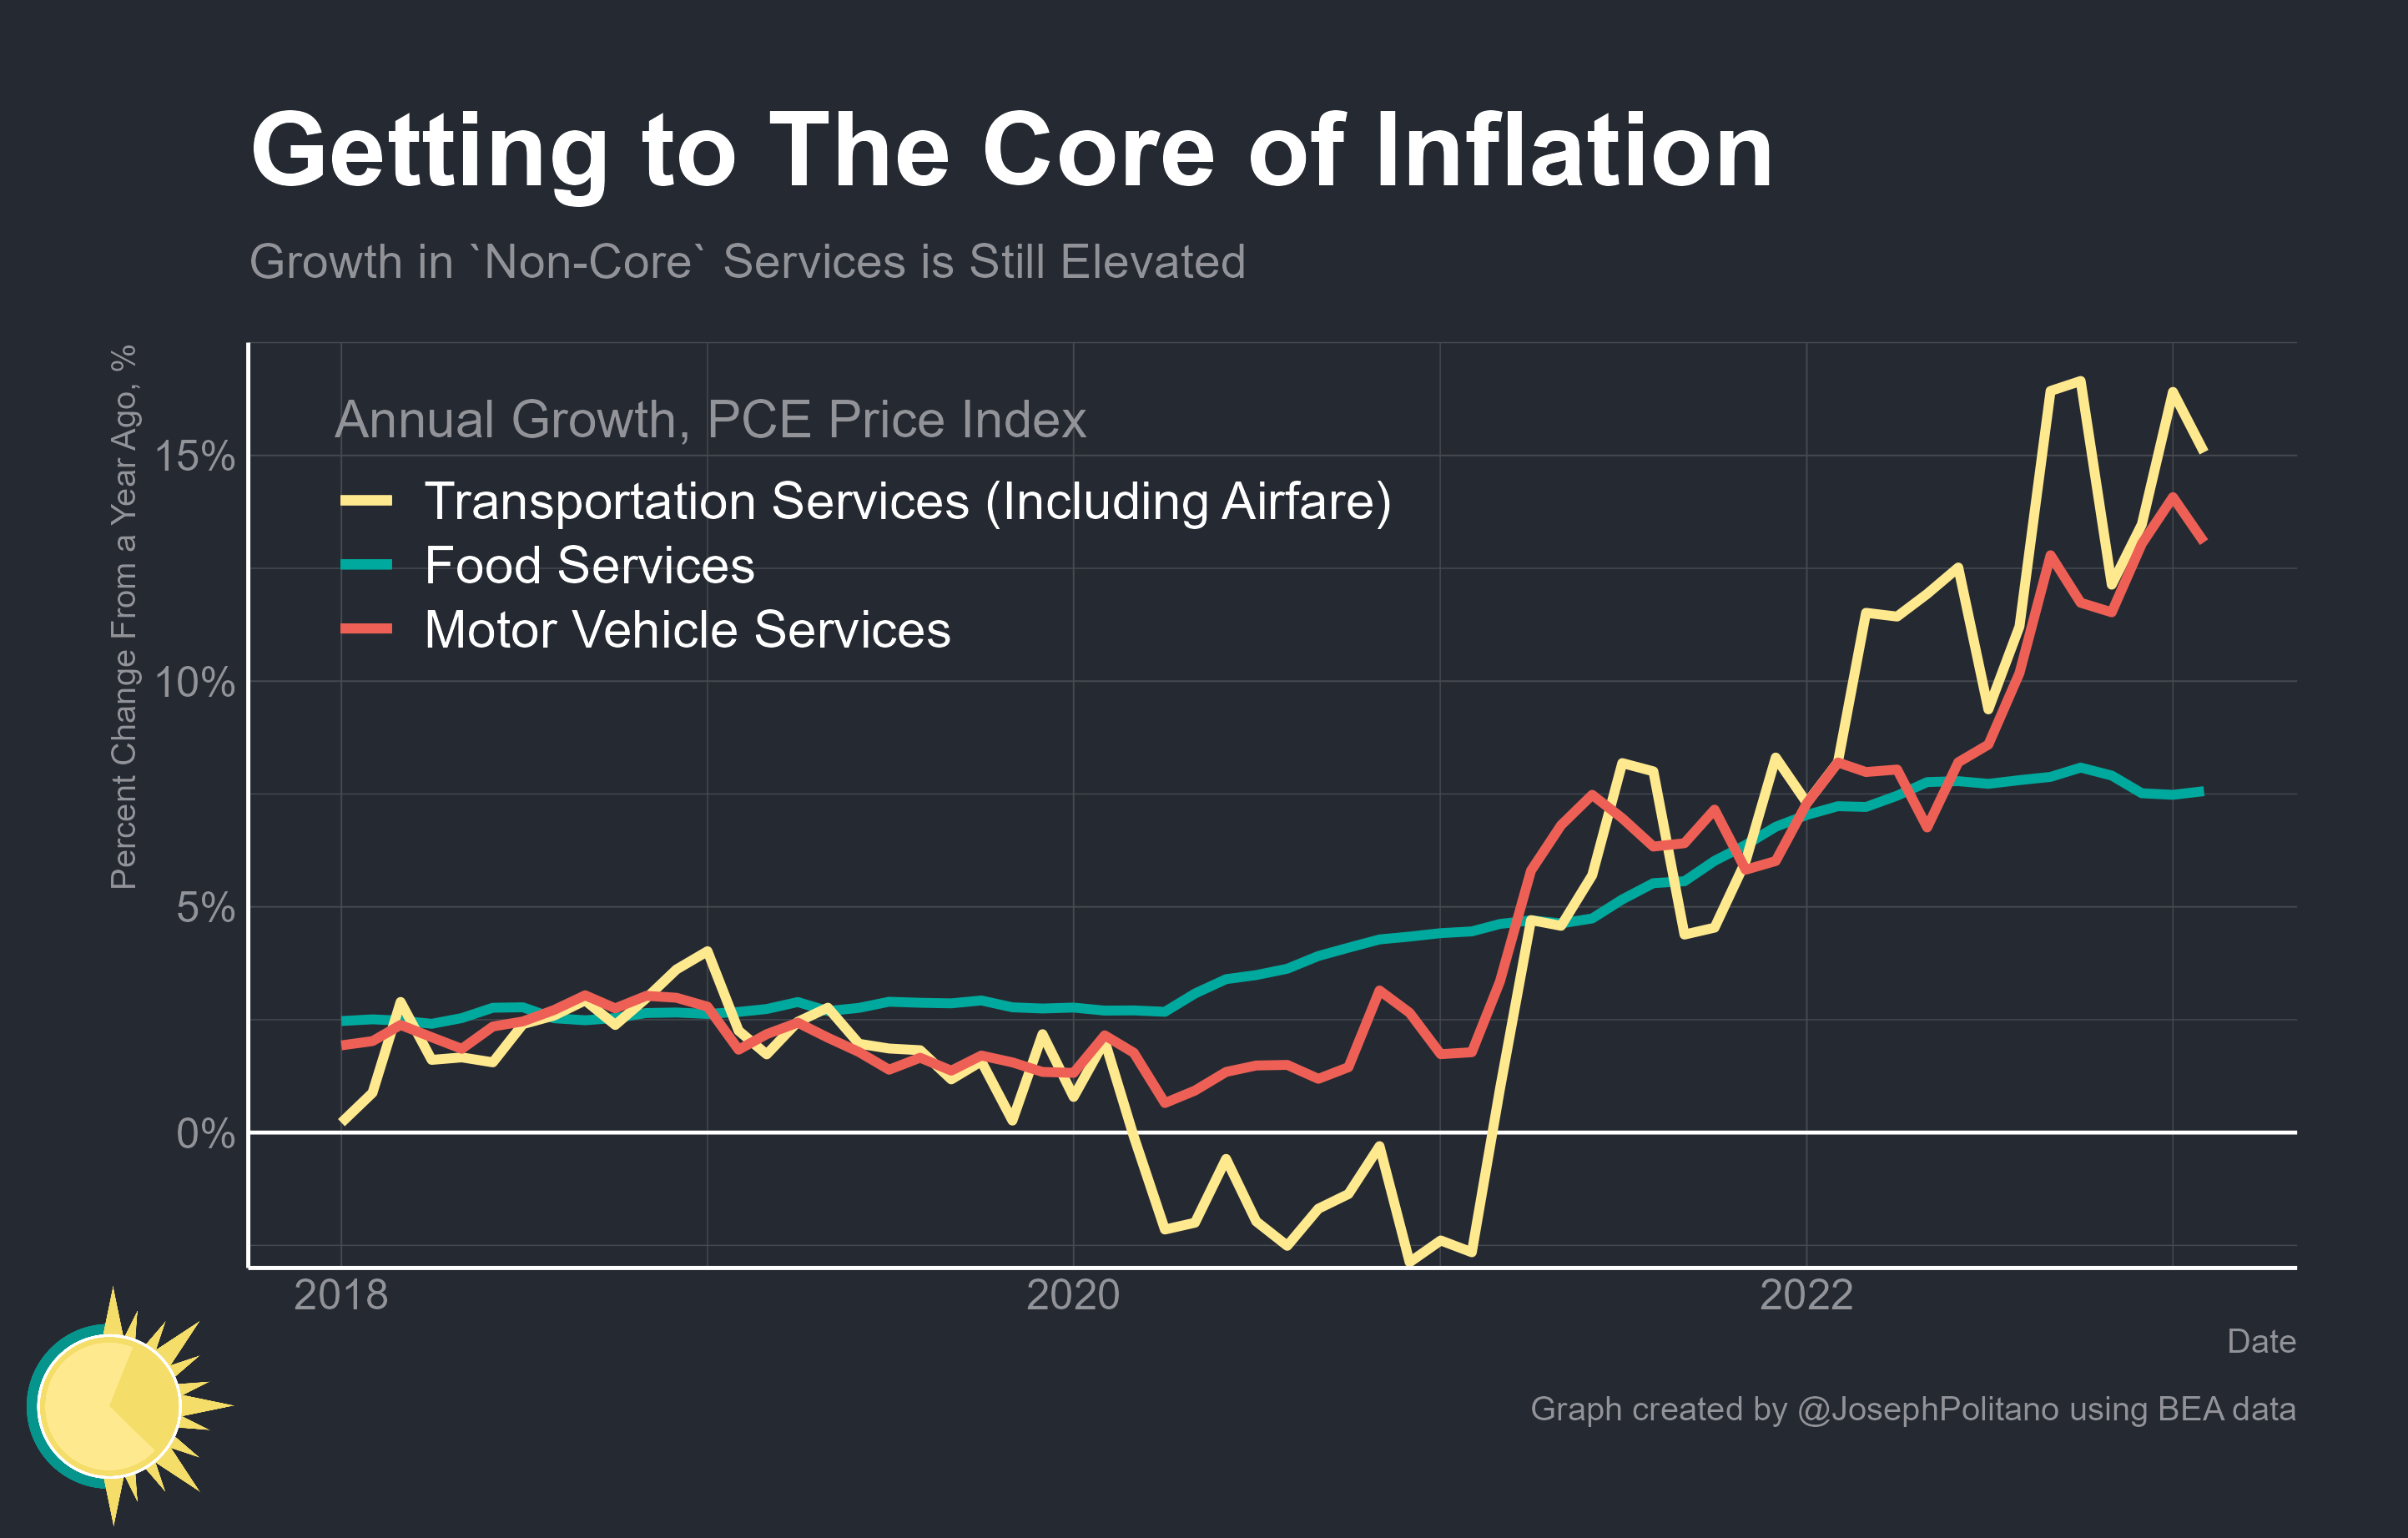 Getting to The Core of Inflation
Growth in `Non-Core` Services is Still Elevated
Percent Change From a Year Ago, %
Annual Growth, PCE Price Index
Transportation Services (Including Airfare)
Food Services
Motor Vehicle Services
15%
10%
5%
0%
2018
2020
2022
Date
Graph created by @JosephPolitano using BEA data